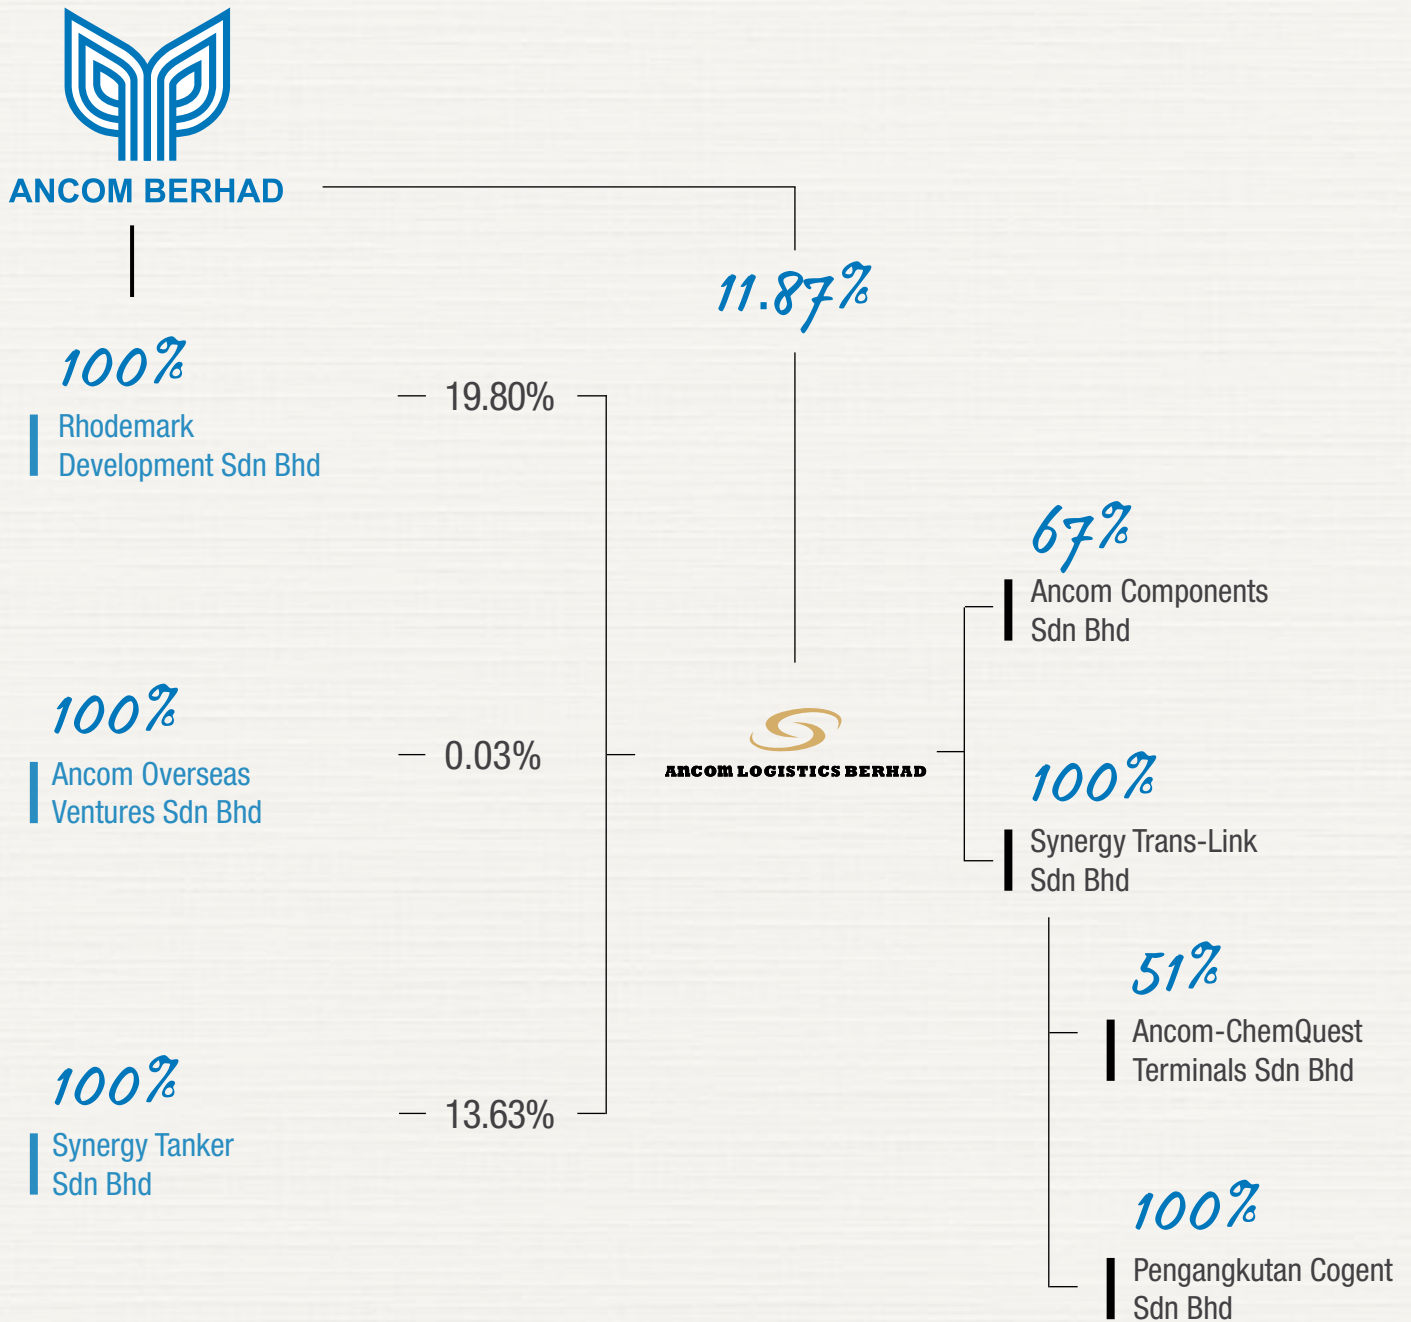 ANCOM BERHAD
11.87%
100%
Rhodemark
Development Sdn Bhd
19.80%
100%
Ancom Overseas
Ventures Sdn Bhd
0.03%
100%
Synergy Tanker
Sdn Bhd
13.63%
ANCOM LOGISTICS BERHAD
67%
Ancom Components
Sdn Bhd
100%
Synergy Trans-Link
Sdn Bhd
51%
Ancom-ChemQuest
Terminals Sdn Bhd
100%
Pengangkutan Cogent
Sdn Bhd